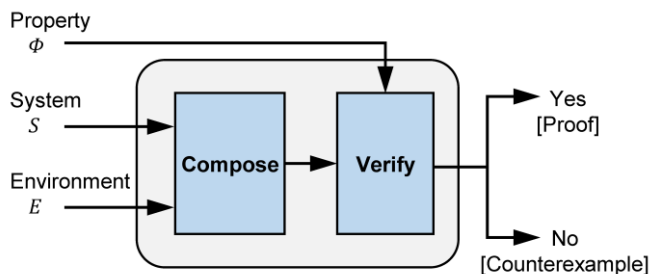 Property
Φ
System
S
Environment
E
Compose
Verify
Yes
[Proof]
No
[Counterexample]